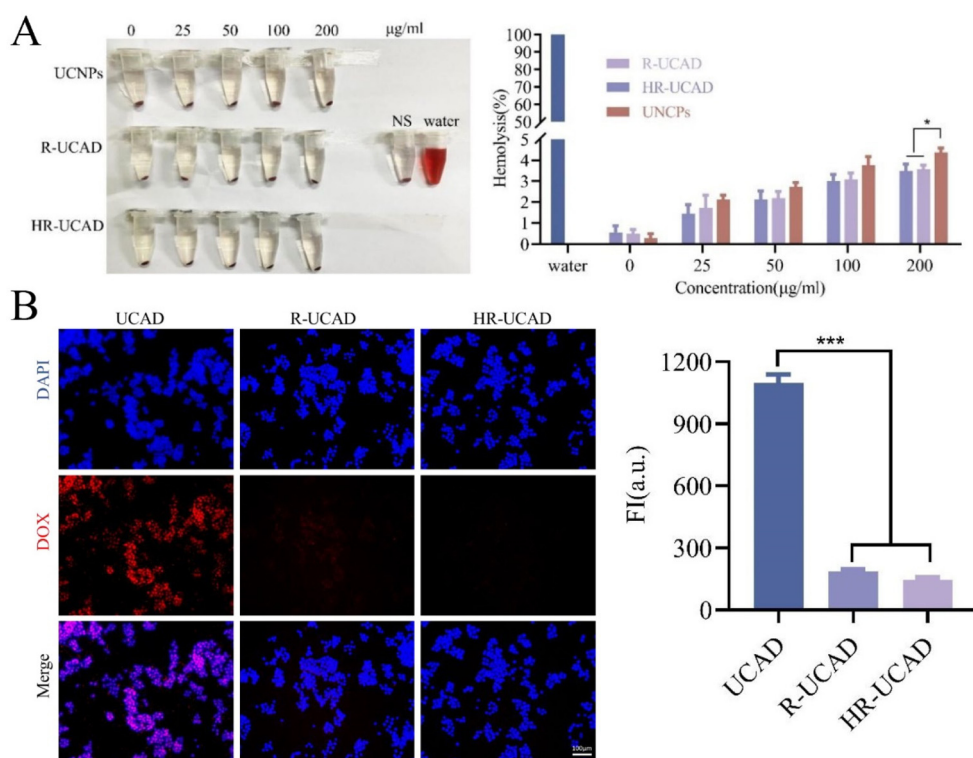 A
0 25 50 100 200 μg/ml
UCNPs
R-UCAD
HR-UCAD
NS water
Hemolysis(%)
100
90
80
70
60
50
5
4
3
2
1
0
R-UCAD
HR-UCAD
UNCPs
*
water 0 25 50 100 200
Concentration(μg/ml)
B
UCAD R-UCAD HR-UCAD
DAPI
DOX
Merge
100μm
FI(a.u.)
1200
900
600
300
0
***
UCAD R-UCAD HR-UCAD